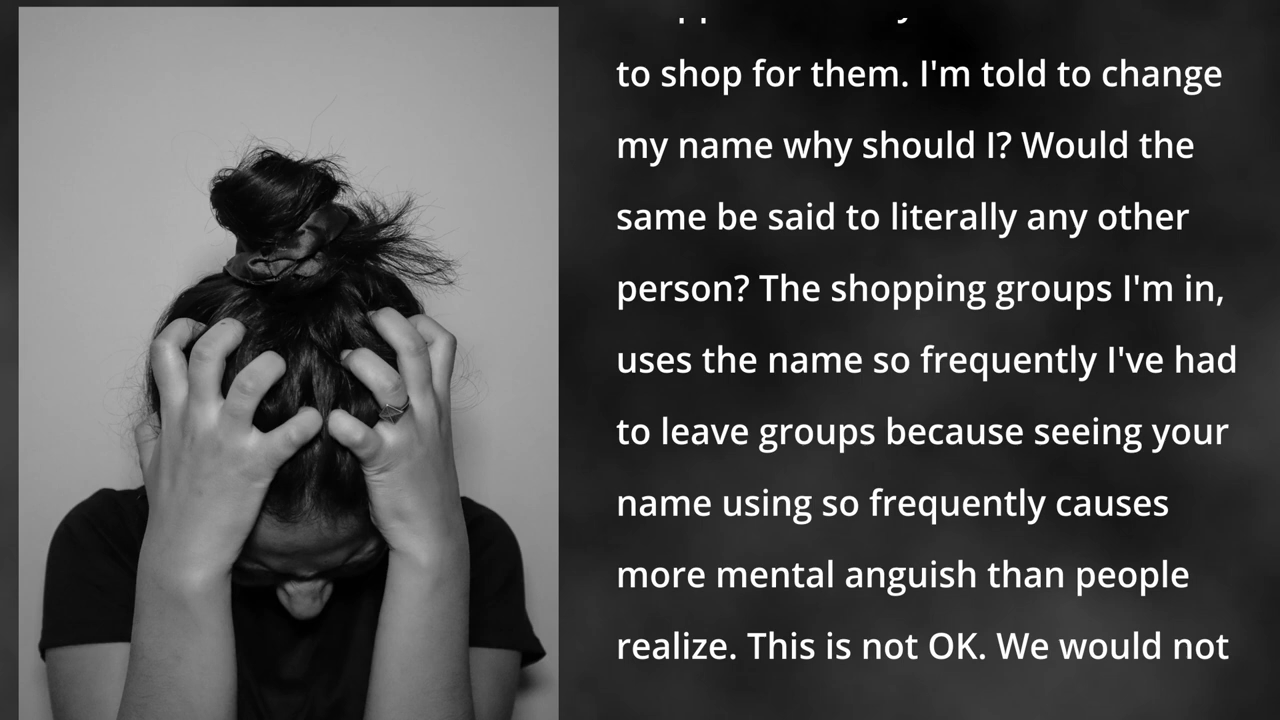 to shop for them. I'm told to change
my name why should I? Would the
same be said to literally any other
person? The shopping groups I'm in,
uses the name so frequently I've had
to leave groups because seeing your
name using so frequently causes
more mental anguish than people
realize. This is not OK. We would not